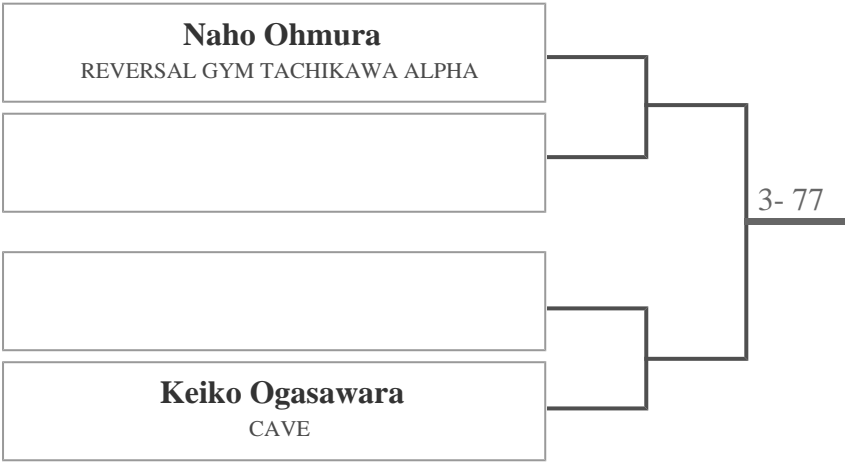 Naho Ohmura
REVERSAL GYM TACHIKAWA ALPHA
3- 77
Keiko Ogasawara
CAVE